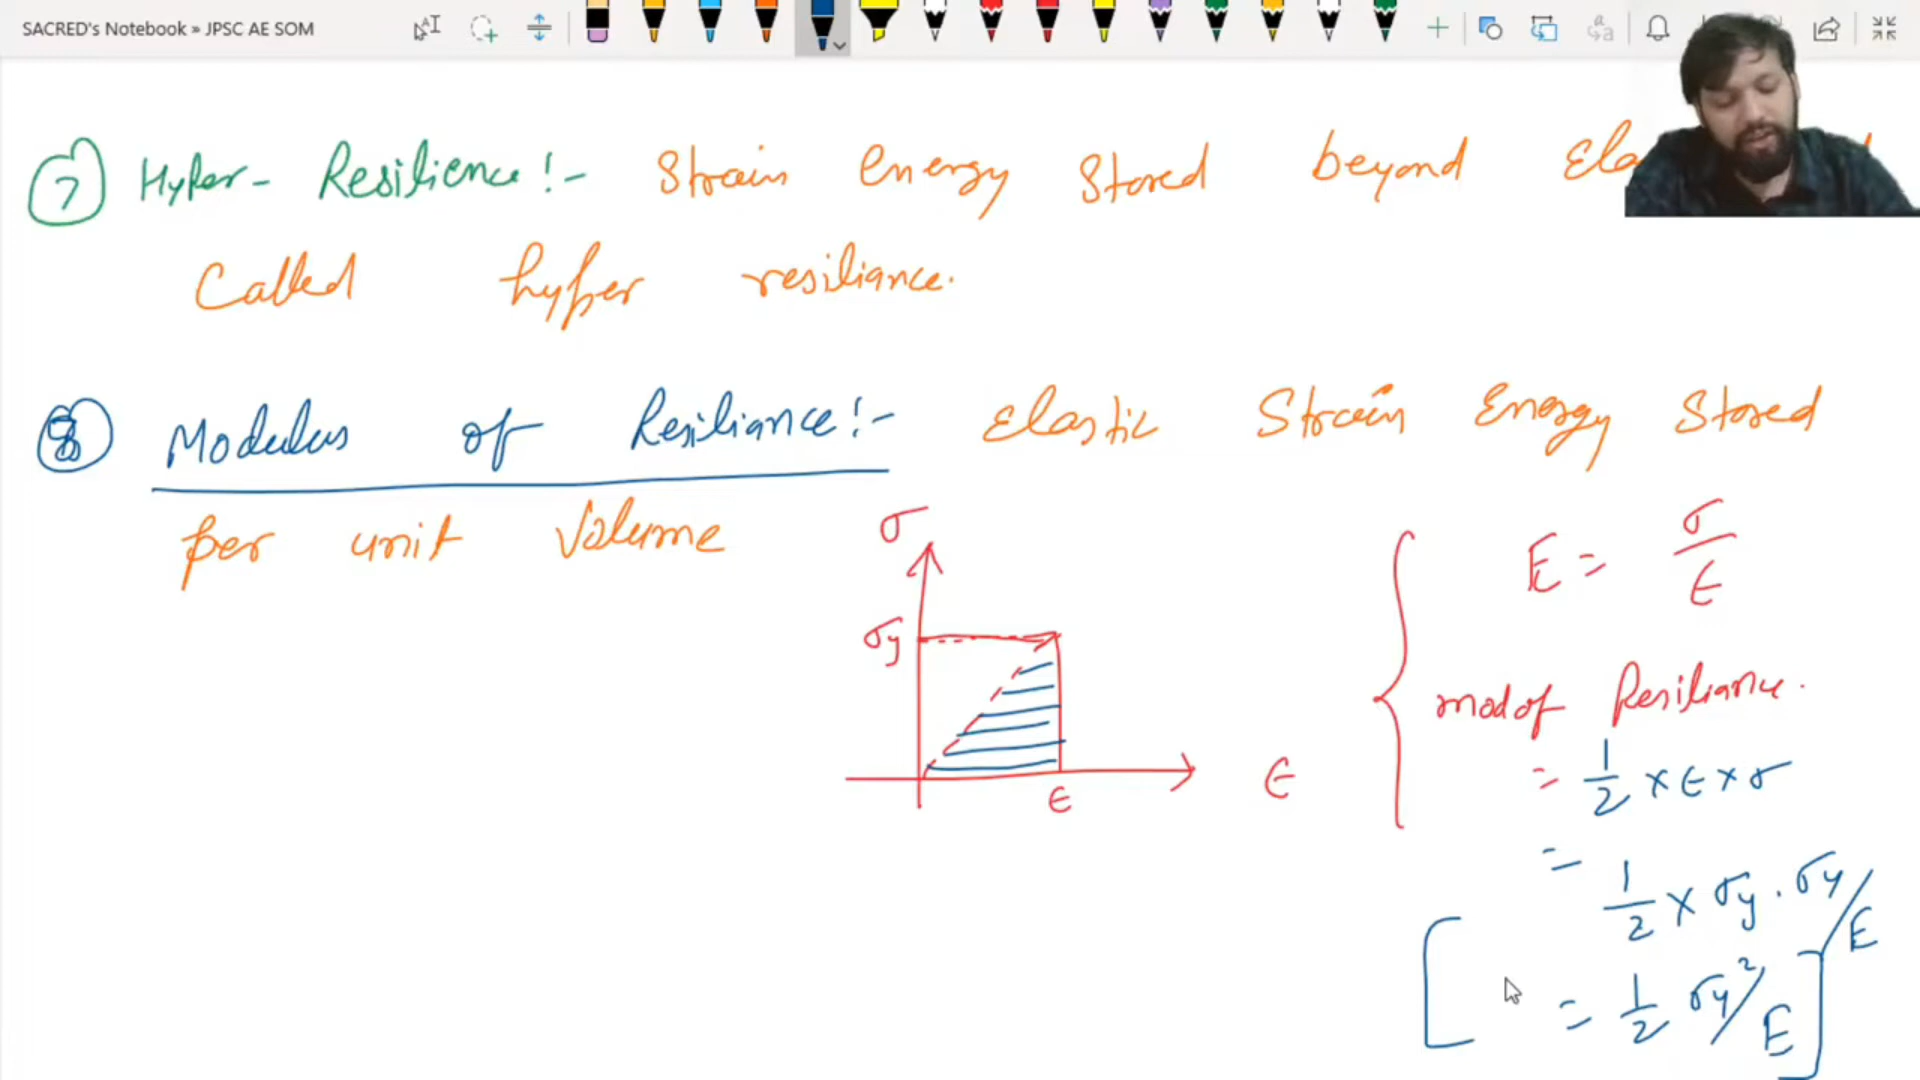 SACRED's Notebook » JPSC AE SOM
7 Hyper- Resilience!- Strain Energy Stored beyond
Called hyper resiliance.
8 Modulus of Resiliance!- Elastic Strain Energy Stored
per unit Volume
σ
σy
ϵ
ϵ
E = σ/ϵ
mod of Resiliance.
= 1/2 × ϵ × σ
= 1/2 × σy . σy/E
[ = 1/2 σy²/E ]